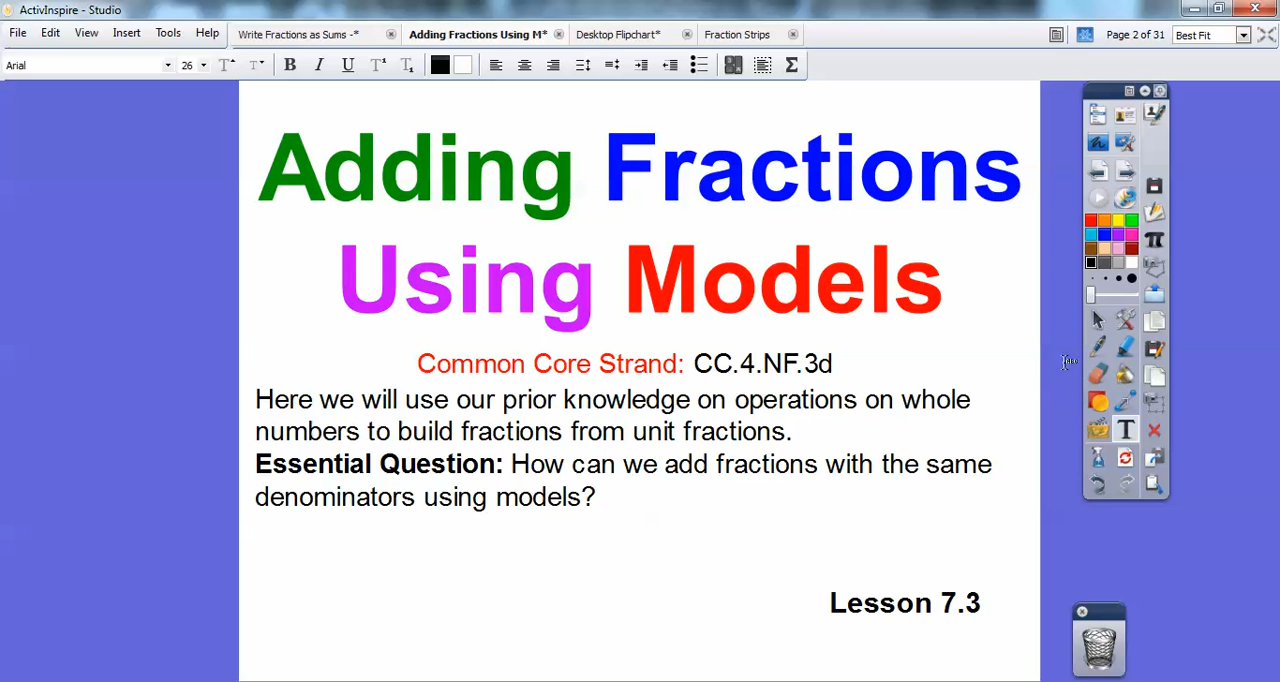 ActivInspire - Studio
File Edit View Insert Tools Help
Write Fractions as Sums -*
Adding Fractions Using M*
Desktop Flipchart*
Fraction Strips
Page 2 of 31
Best Fit
Arial
26
Adding Fractions
Using Models
Common Core Strand: CC.4.NF.3d
Here we will use our prior knowledge on operations on whole
numbers to build fractions from unit fractions.
Essential Question: How can we add fractions with the same
denominators using models?
Lesson 7.3